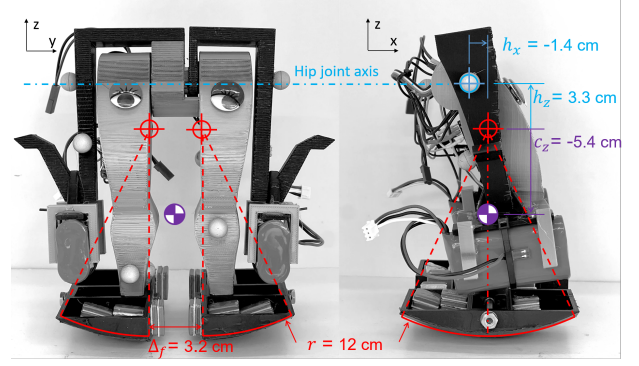 z
y
z
x
h_x = -1.4 cm
Hip joint axis
h_z = 3.3 cm
c_z = -5.4 cm
Δ_f = 3.2 cm
r = 12 cm